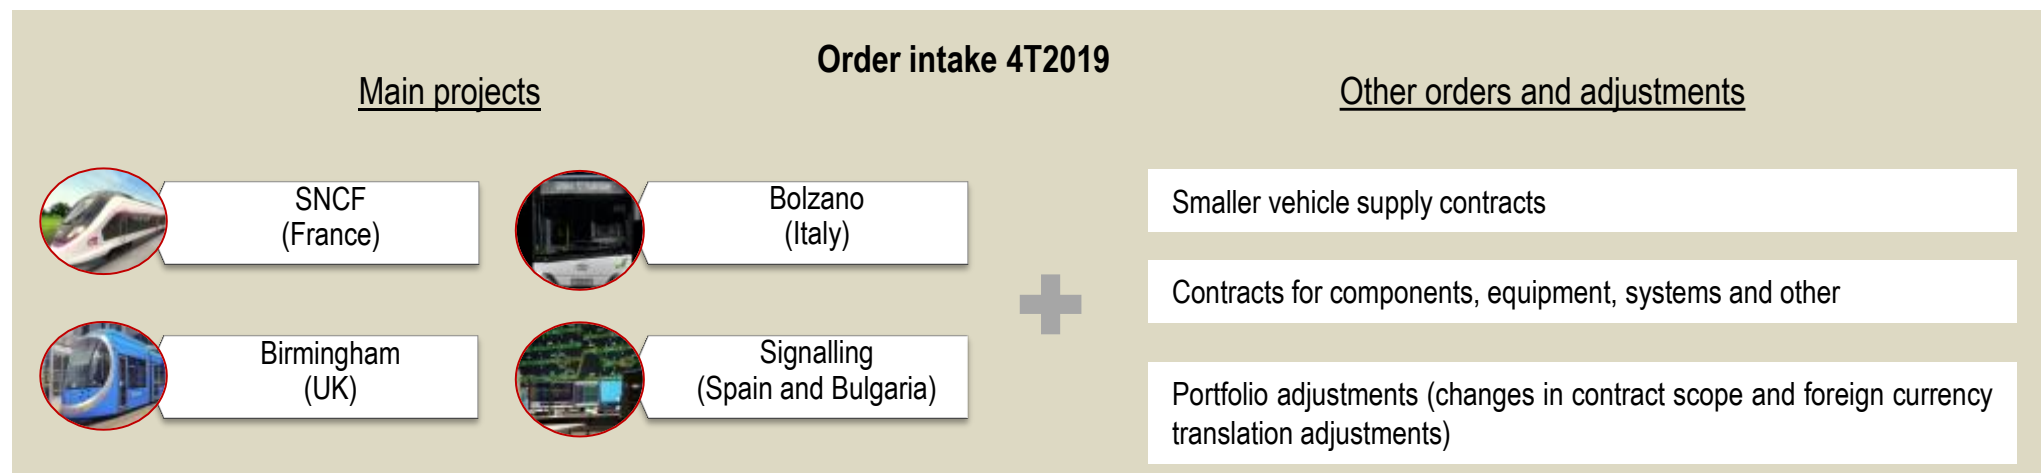 Order intake 4T2019
Main projects
SNCF
(France)
Bolzano
(Italy)
Birmingham
(UK)
Signalling
(Spain and Bulgaria)
Other orders and adjustments
Smaller vehicle supply contracts
Contracts for components, equipment, systems and other
Portfolio adjustments (changes in contract scope and foreign currency
translation adjustments)